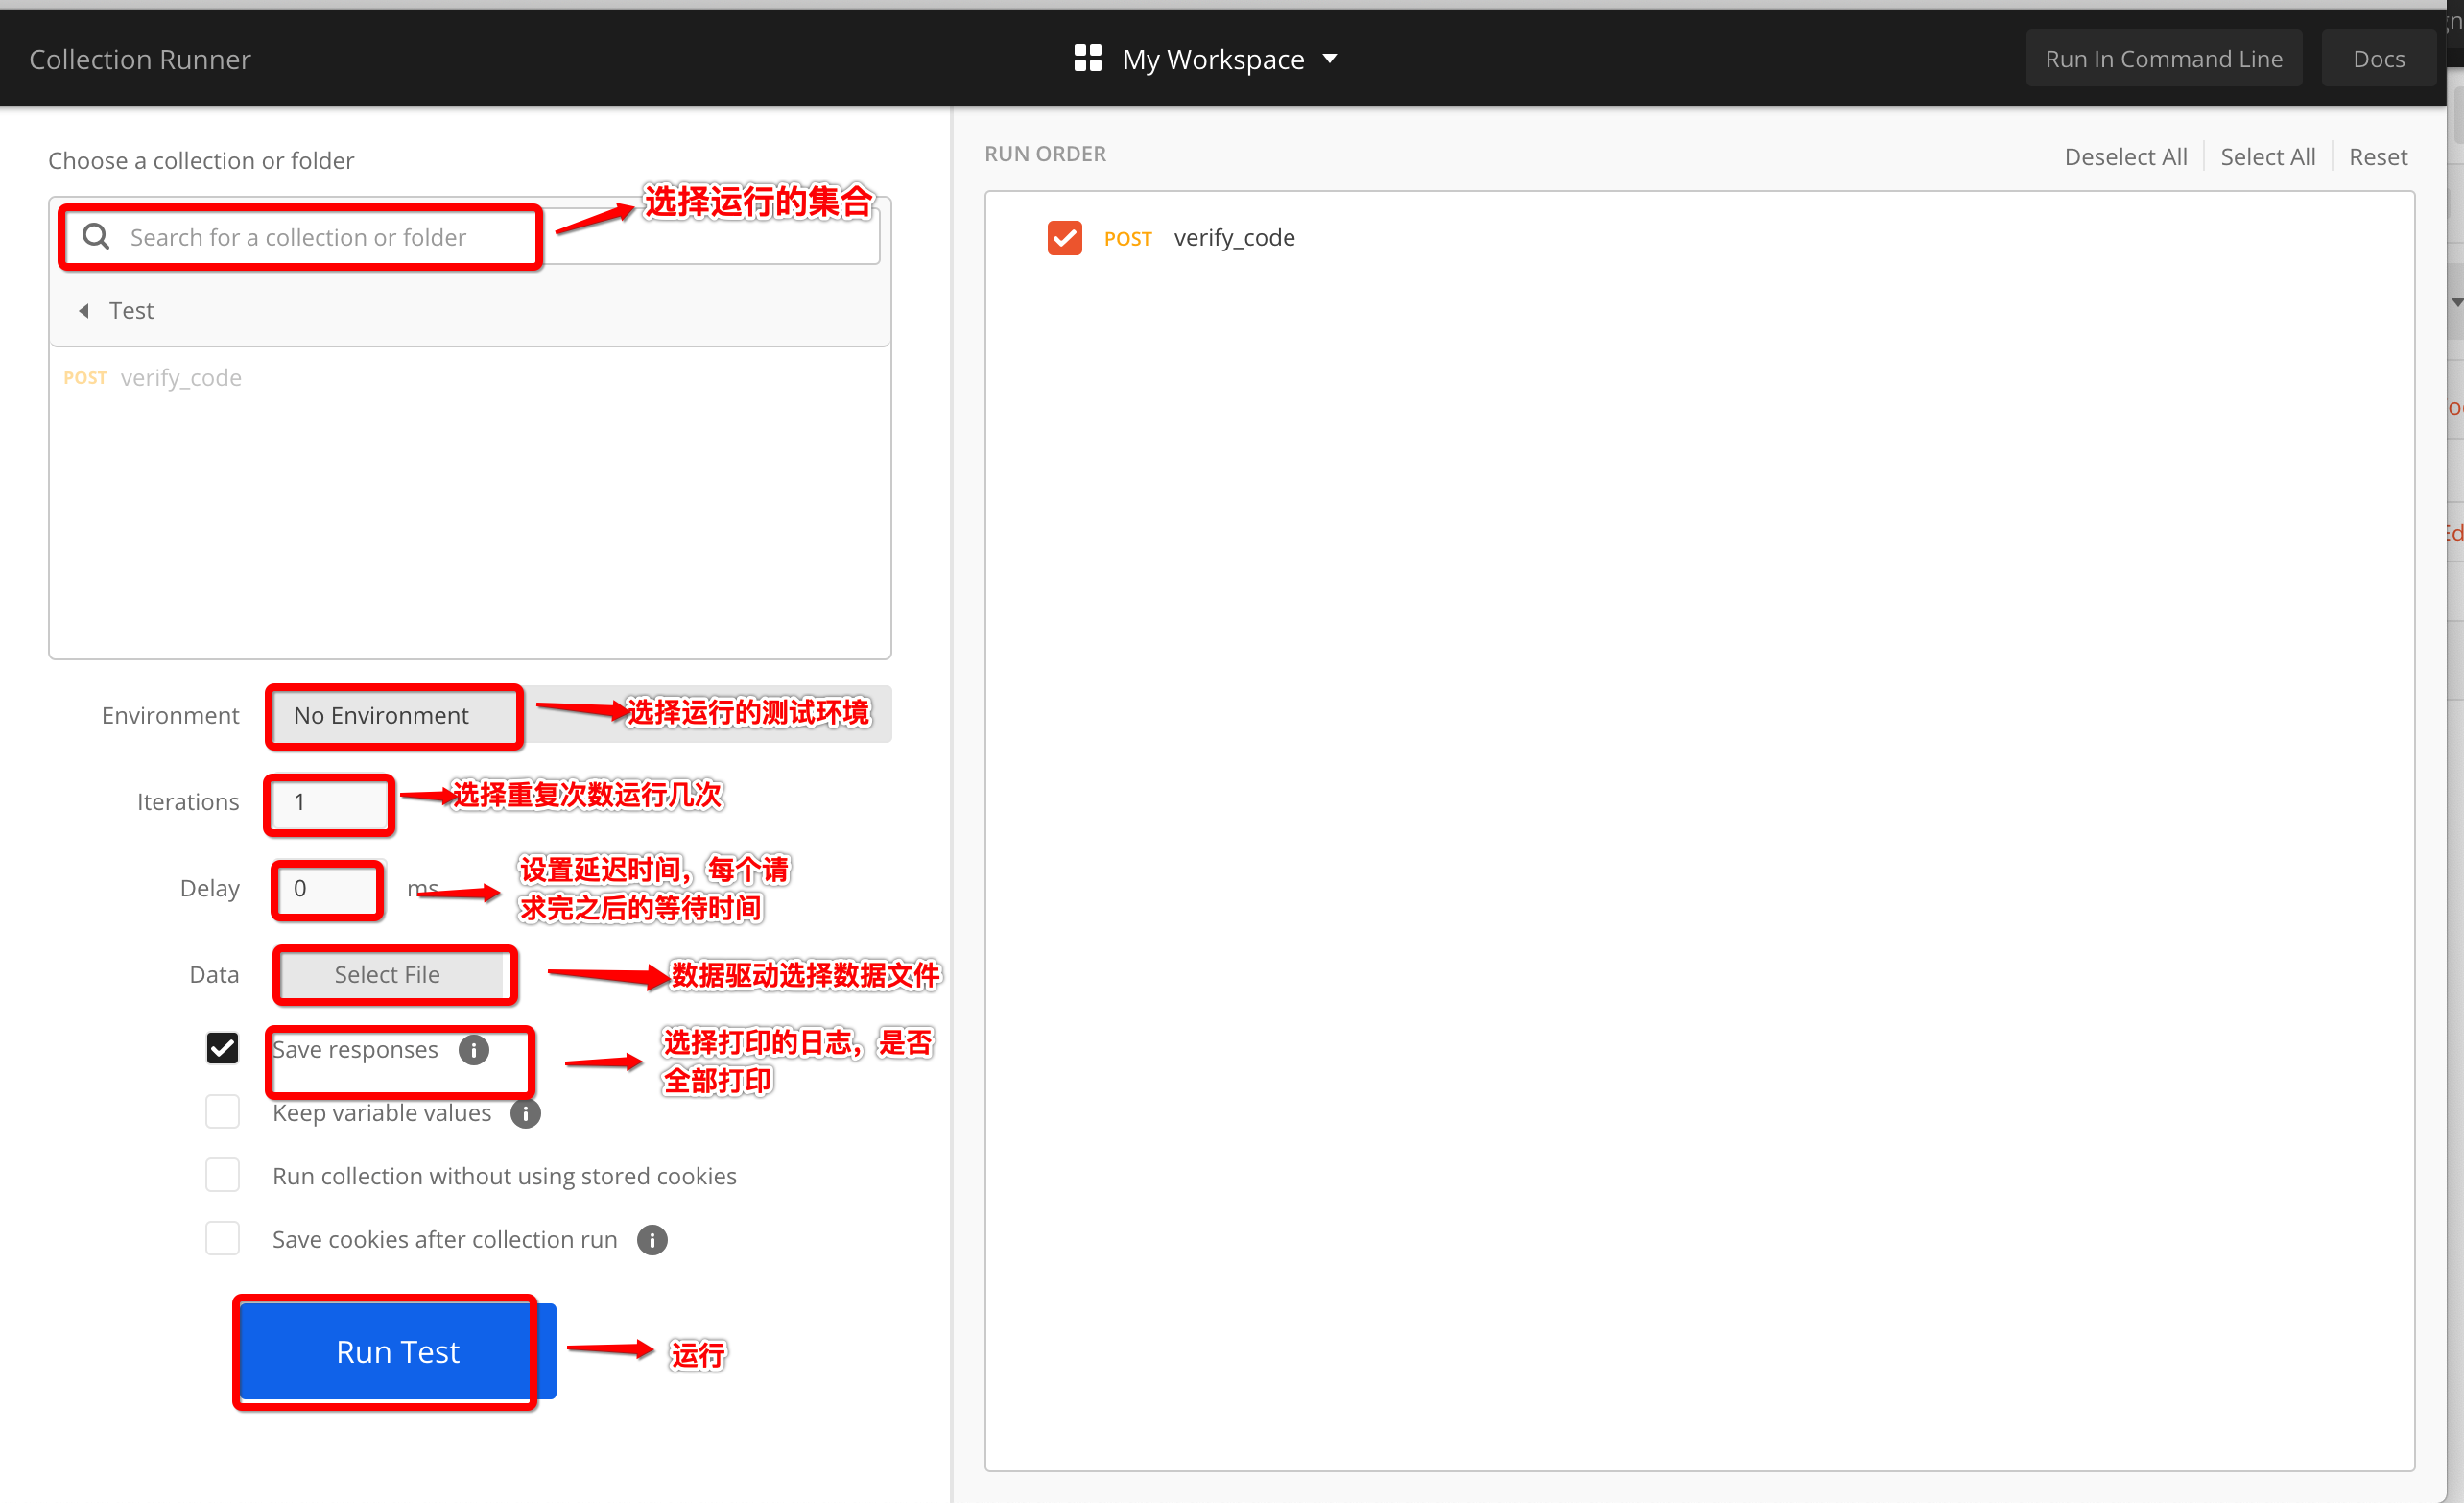 Collection Runner
My Workspace
Run In Command Line
Docs
Choose a collection or folder
选择运行的集合
Search for a collection or folder
Test
POST verify_code
Environment
No Environment
选择运行的测试环境
Iterations
1
选择重复次数运行几次
Delay
0
ms
设置延迟时间，每个请
求完之后的等待时间
Data
Select File
数据驱动选择数据文件
Save responses
选择打印的日志，是否
全部打印
Keep variable values
Run collection without using stored cookies
Save cookies after collection run
Run Test
运行
RUN ORDER
Deselect All
Select All
Reset
POST verify_code